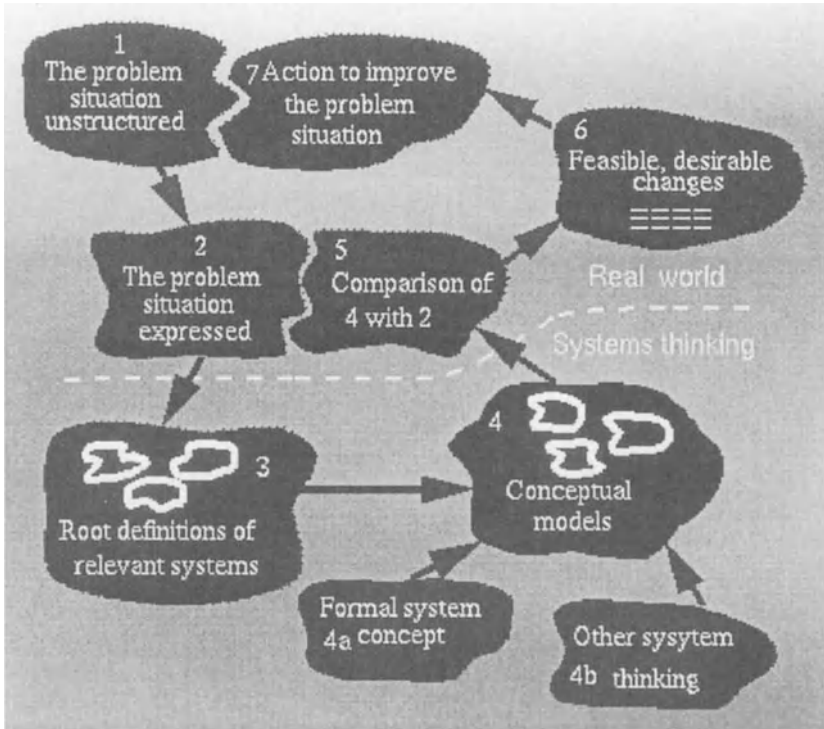 1
The problem
situation
unstructured
7 Action to improve
the problem
situation
6
Feasible, desirable
changes
2
The problem
situation
expressed
5
Comparison of
4 with 2
Real world
Systems thinking
3
Root definitions of
relevant systems
4
Conceptual
models
Formal system
4a concept
Other sysytem
4b thinking